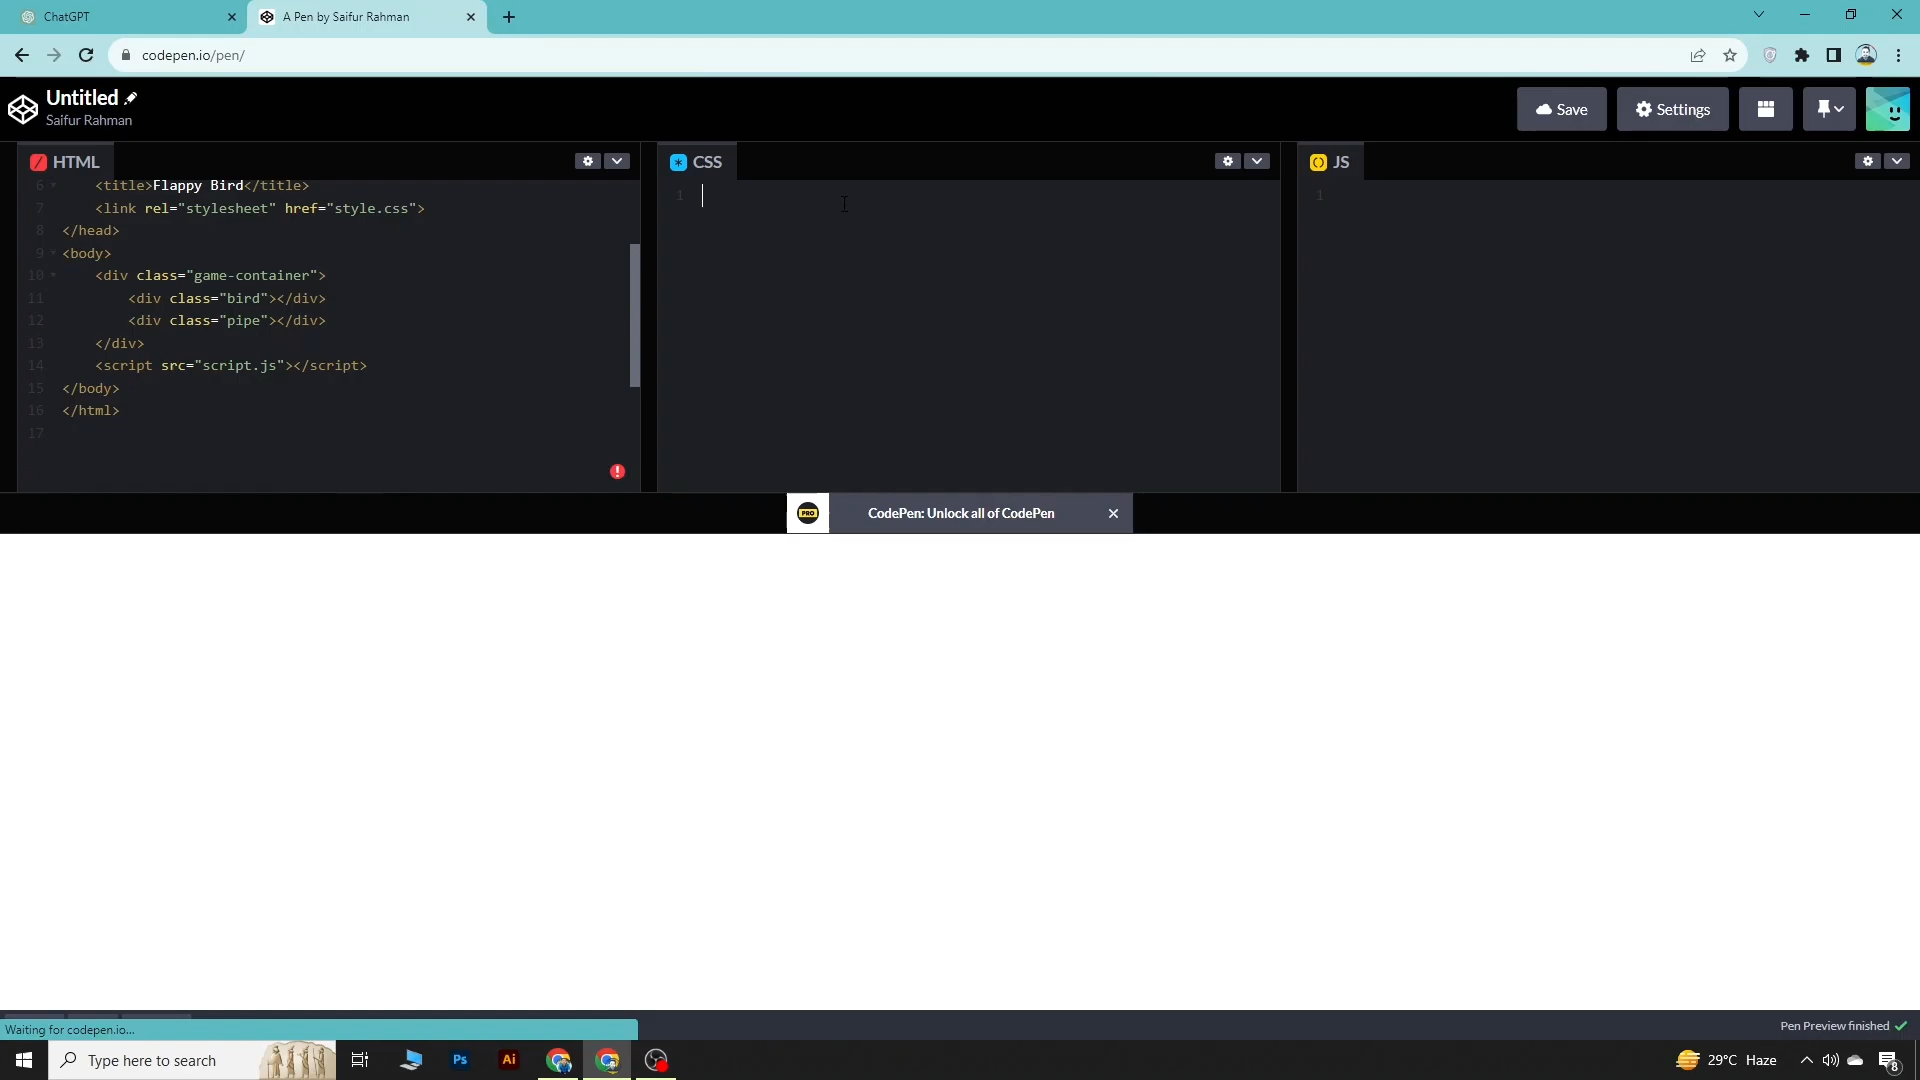 ChatGPT
A Pen by Saifur Rahman
codepen.io/pen/
Untitled
Saifur Rahman
Save
Settings
HTML
CSS
JS
6 <title>Flappy Bird</title>
7 <link rel="stylesheet" href="style.css">
8 </head>
9 <body>
10 <div class="game-container">
11 <div class="bird"></div>
12 <div class="pipe"></div>
13 </div>
14 <script src="script.js"></script>
15 </body>
16 </html>
17
1
1
PRO
CodePen: Unlock all of CodePen
Waiting for codepen.io...
Pen Preview finished
Type here to search
Ps
Ai
29°C Haze
8